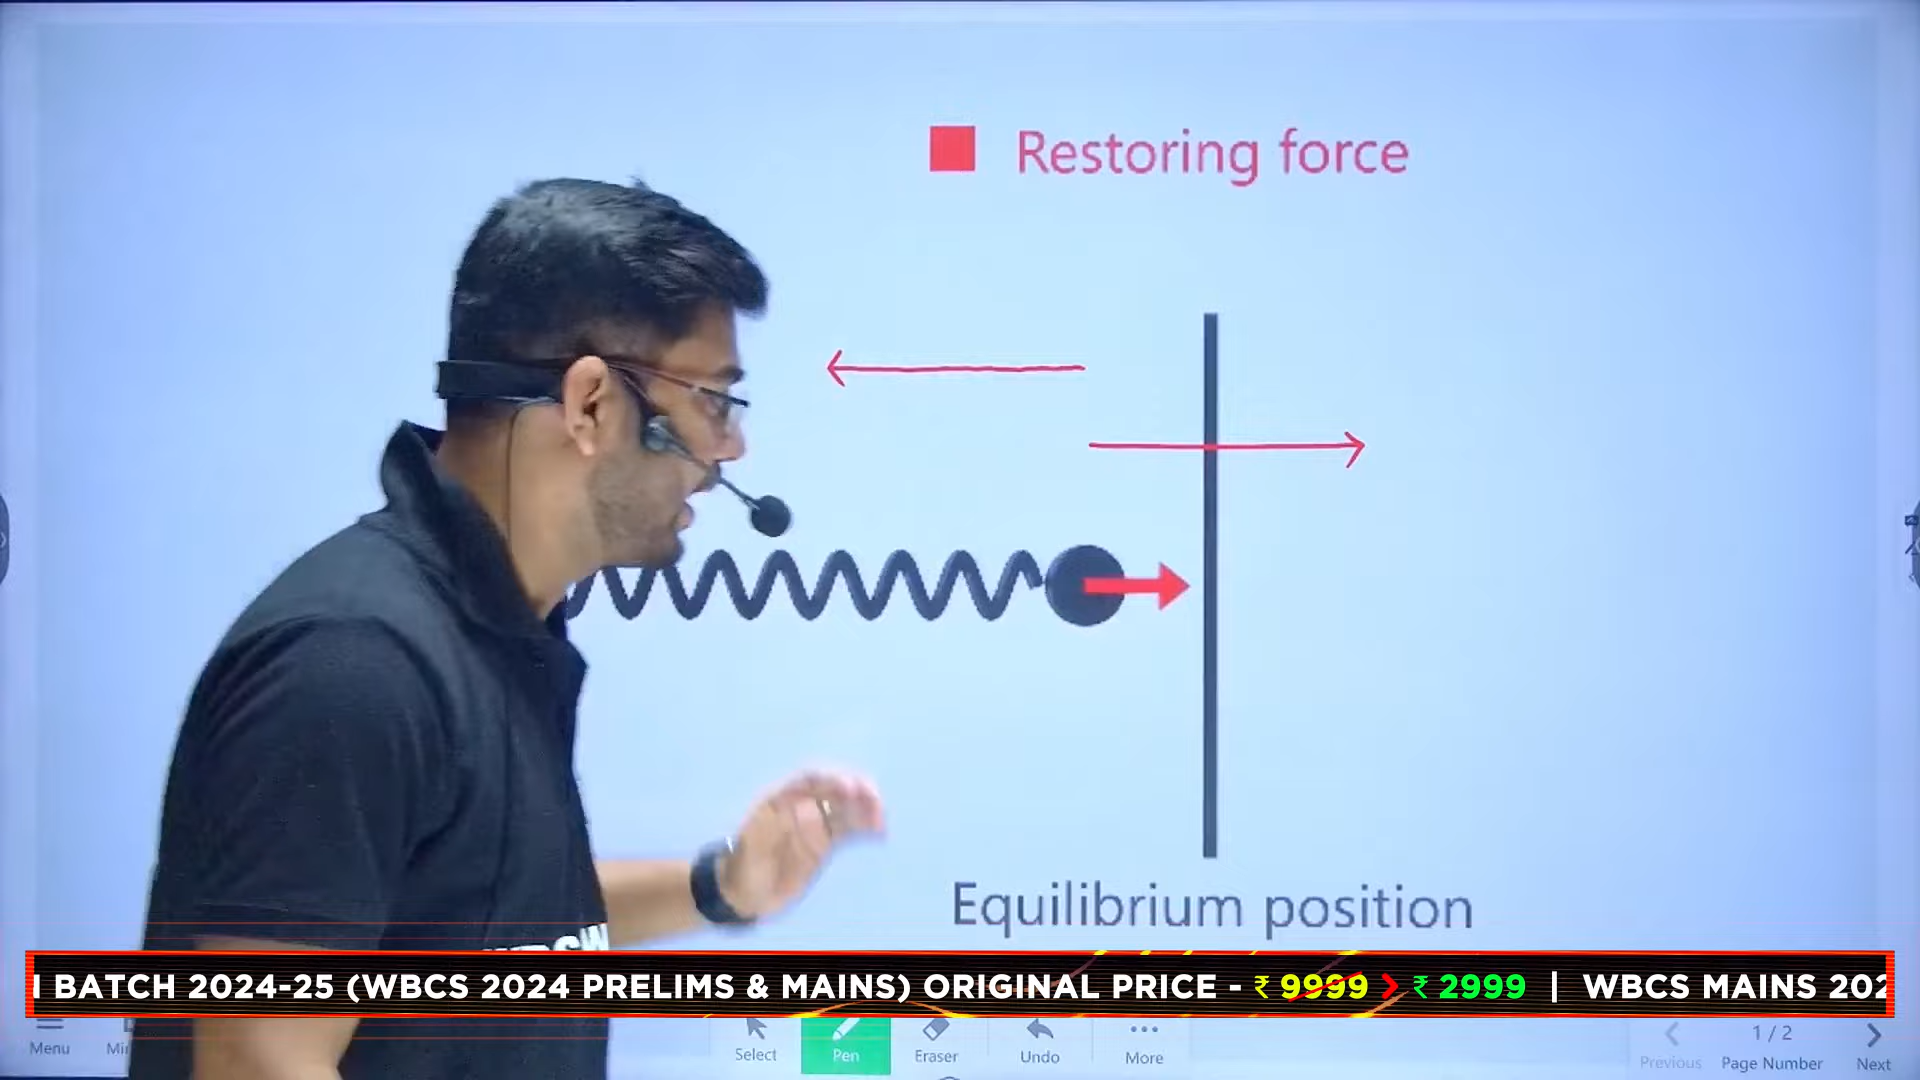 Restoring force
Equilibrium position
BATCH 2024-25 (WBCS 2024 PRELIMS & MAINS) ORIGINAL PRICE - ₹ 9999 > ₹ 2999 | WBCS MAINS 202
Menu
Select
Pen
Eraser
Undo
More
Previous
1 / 2
Page Number
Next